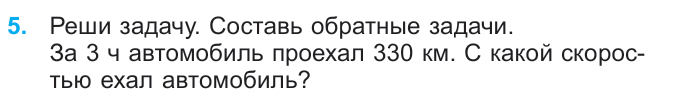 5. Реши задачу. Составь обратные задачи.
За 3 ч автомобиль проехал 330 км. С какой скорос-
тью ехал автомобиль?